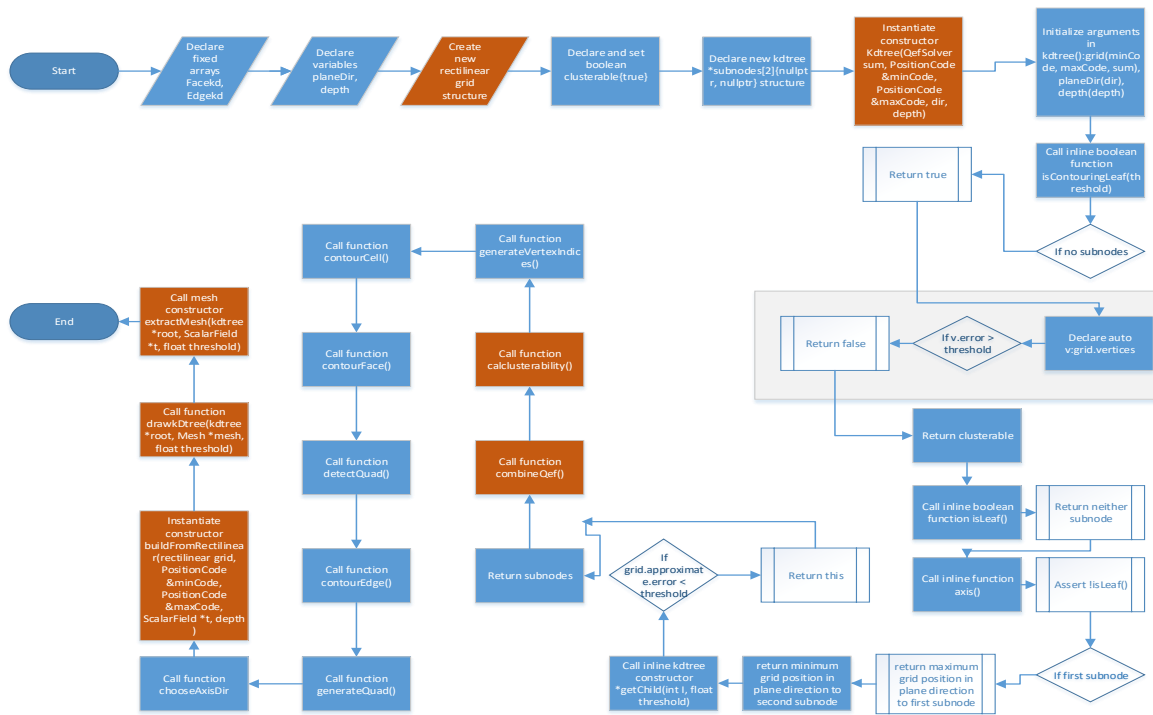 Start
Declare
fixed
arrays
Facekd,
Edgekd
Declare
variables
planeDir,
depth
Create
new
rectilinear
grid
structure
Declare and set
boolean
clusterable{true}
Declare new kdtree
*subnodes[2]{nullpt
r, nullptr} structure
Instantiate
constructor
Kdtree(QefSolver
sum, PositionCode
&minCode,
PositionCode
&maxCode, dir,
depth)
Initialize arguments
in
kdtree():grid(minCo
de, maxCode, sum),
planeDir(dir),
depth(depth)
Call inline boolean
function
isContouringLeaf(th
reshold)
Return true
If no subnodes
Declare auto
v:grid.vertices
If v.error >
threshold
Return false
Return clusterable
Call inline boolean
function isLeaf()
Return neither
subnode
Call inline function
axis()
Assert !isLeaf()
If first subnode
return maximum
grid position in
plane direction
to first subnode
return minimum
grid position in
plane direction to
second subnode
Call inline kdtree
constructor
*getChild(int I, float
threshold)
If
grid.approximat
e.error <
threshold
Return this
Return subnodes
Call function
combineQef()
Call function
calclusterability()
Call function
generateVertexIndic
es()
Call function
contourCell()
Call function
contourFace()
Call function
detectQuad()
Call function
contourEdge()
Call function
generateQuad()
Call function
chooseAxisDir
Instantiate
constructor
buildFromRectilinea
r(rectilinear grid,
PositionCode
&minCode,
PositionCode
&maxCode,
ScalarField *t, depth
)
Call function
drawkDtree(kdtree
*root, Mesh *mesh,
float threshold)
Call mesh
constructor
extractMesh(kdtree
*root, ScalarField
*t, float threshold)
End